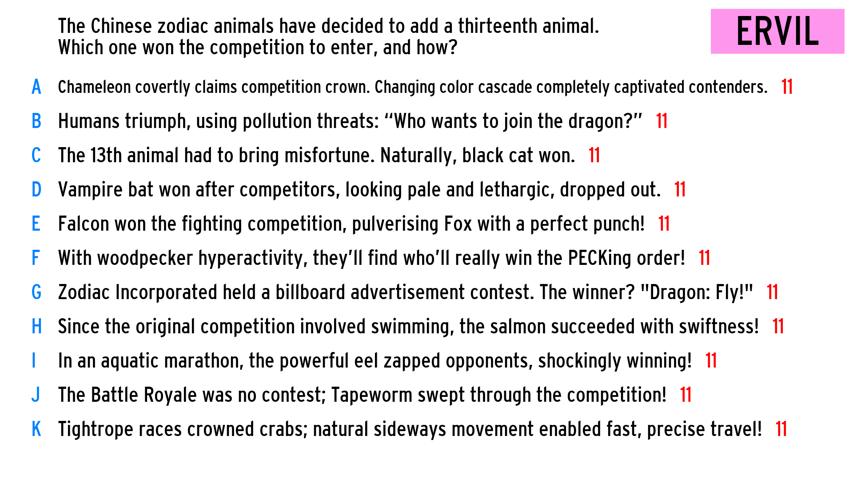 The Chinese zodiac animals have decided to add a thirteenth animal.
Which one won the competition to enter, and how?
ERVIL
A Chameleon covertly claims competition crown. Changing color cascade completely captivated contenders. 11
B Humans triumph, using pollution threats: “Who wants to join the dragon?” 11
C The 13th animal had to bring misfortune. Naturally, black cat won. 11
D Vampire bat won after competitors, looking pale and lethargic, dropped out. 11
E Falcon won the fighting competition, pulverising Fox with a perfect punch! 11
F With woodpecker hyperactivity, they’ll find who’ll really win the PECKing order! 11
G Zodiac Incorporated held a billboard advertisement contest. The winner? "Dragon: Fly!" 11
H Since the original competition involved swimming, the salmon succeeded with swiftness! 11
I In an aquatic marathon, the powerful eel zapped opponents, shockingly winning! 11
J The Battle Royale was no contest; Tapeworm swept through the competition! 11
K Tightrope races crowned crabs; natural sideways movement enabled fast, precise travel! 11